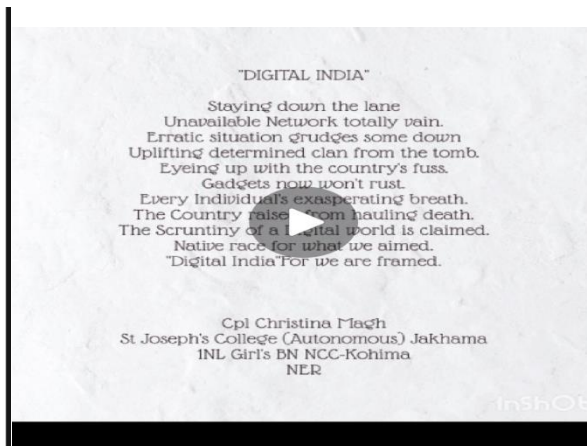 "DIGITAL INDIA"
Staying down the lane
Unavailable Network totally vain.
Erratic situation grudges some down
Uplifting determined clan from the tomb.
Eyeing up with the country's fuss.
Gadgets now won't rust.
Every Individual's exasperating breath.
The Country raised from hauling death.
The Scruntiny of a Digital world is claimed.
Native race for what we aimed.
"Digital India"For we are framed.
Cpl Christina Magh
St Joseph's College (Autonomous) Jakhama
1NL Girl's BN NCC-Kohima
NER
InShOt